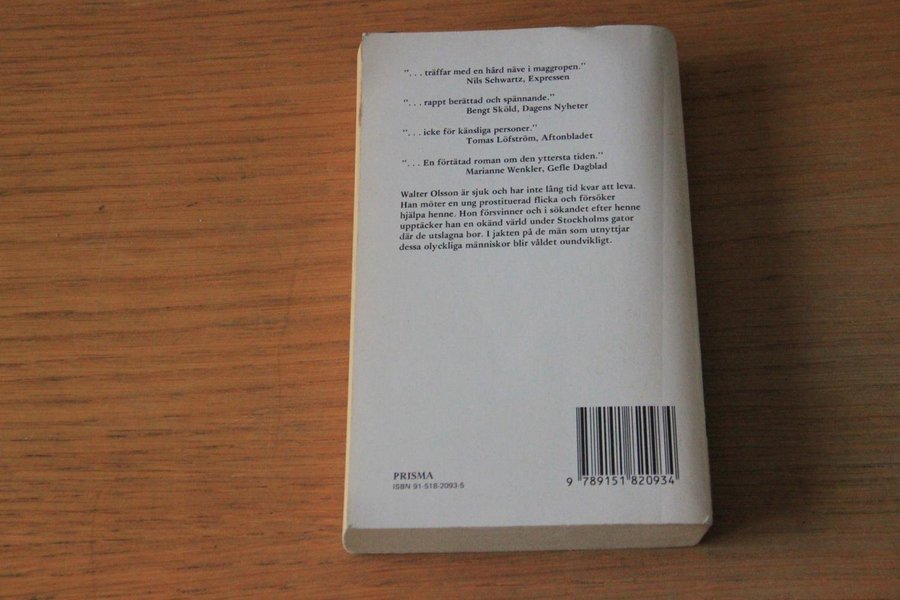 ". . . träffar med en hård näve i maggropen."
Nils Schwartz, Expressen
". . . rappt berättad och spännande."
Bengt Sköld, Dagens Nyheter
". . . icke för känsliga personer."
Tomas Löfström, Aftonbladet
". . . En förtätad roman om den yttersta tiden."
Marianne Wenkler, Gefle Dagblad
Walter Olsson är sjuk och har inte lång tid kvar att leva.
Han möter en ung prostituerad flicka och försöker
hjälpa henne. Hon försvinner och i sökandet efter henne
upptäcker han en okänd värld under Stockholms gator
där de utslagna bor. I jakten på de män som utnyttjar
dessa olyckliga människor blir våldet oundvikligt.
PRISMA
ISBN 91-518-2093-5
9 789151 820934